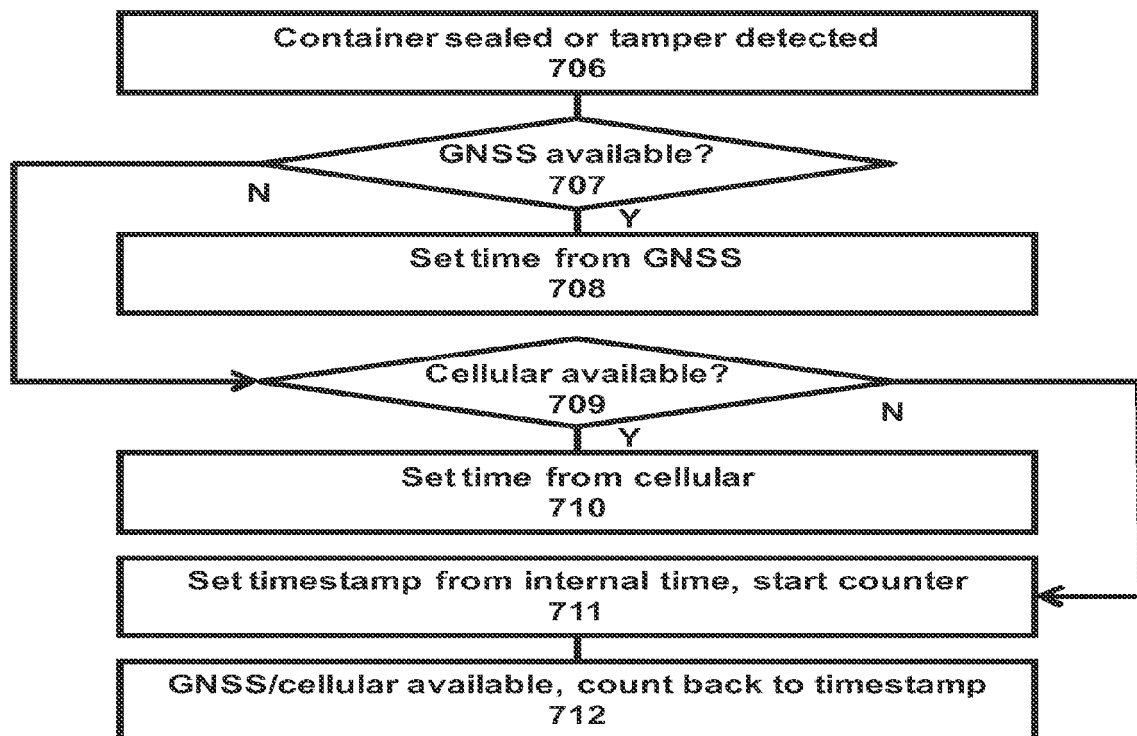 Container sealed or tamper detected
706
GNSS available?
707
N
Y
Set time from GNSS
708
Cellular available?
709
N
Y
Set time from cellular
710
Set timestamp from internal time, start counter
711
GNSS/cellular available, count back to timestamp
712